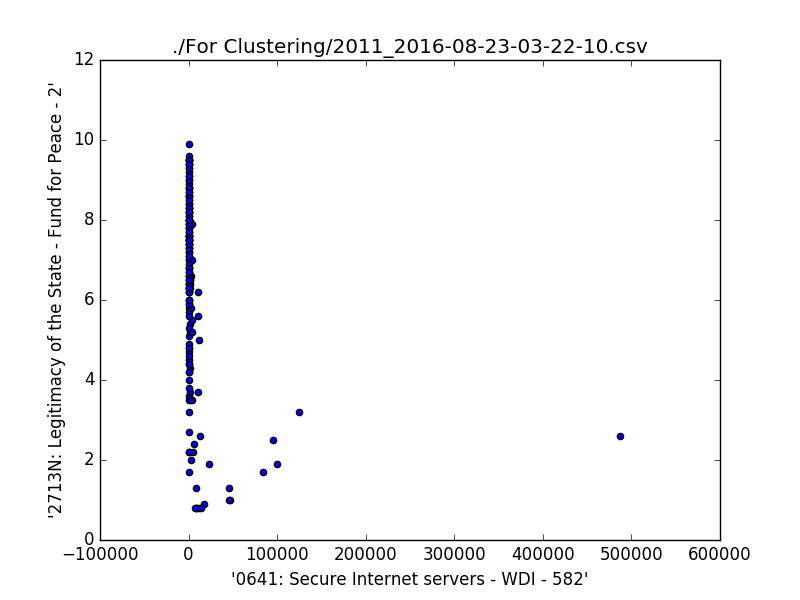 ./For Clustering/2011_2016-08-23-03-22-10.csv
12
10
8
6
4
2
0
'2713N: Legitimacy of the State - Fund for Peace - 2'
−100000 0 100000 200000 300000 400000 500000 600000
'0641: Secure Internet servers - WDI - 582'